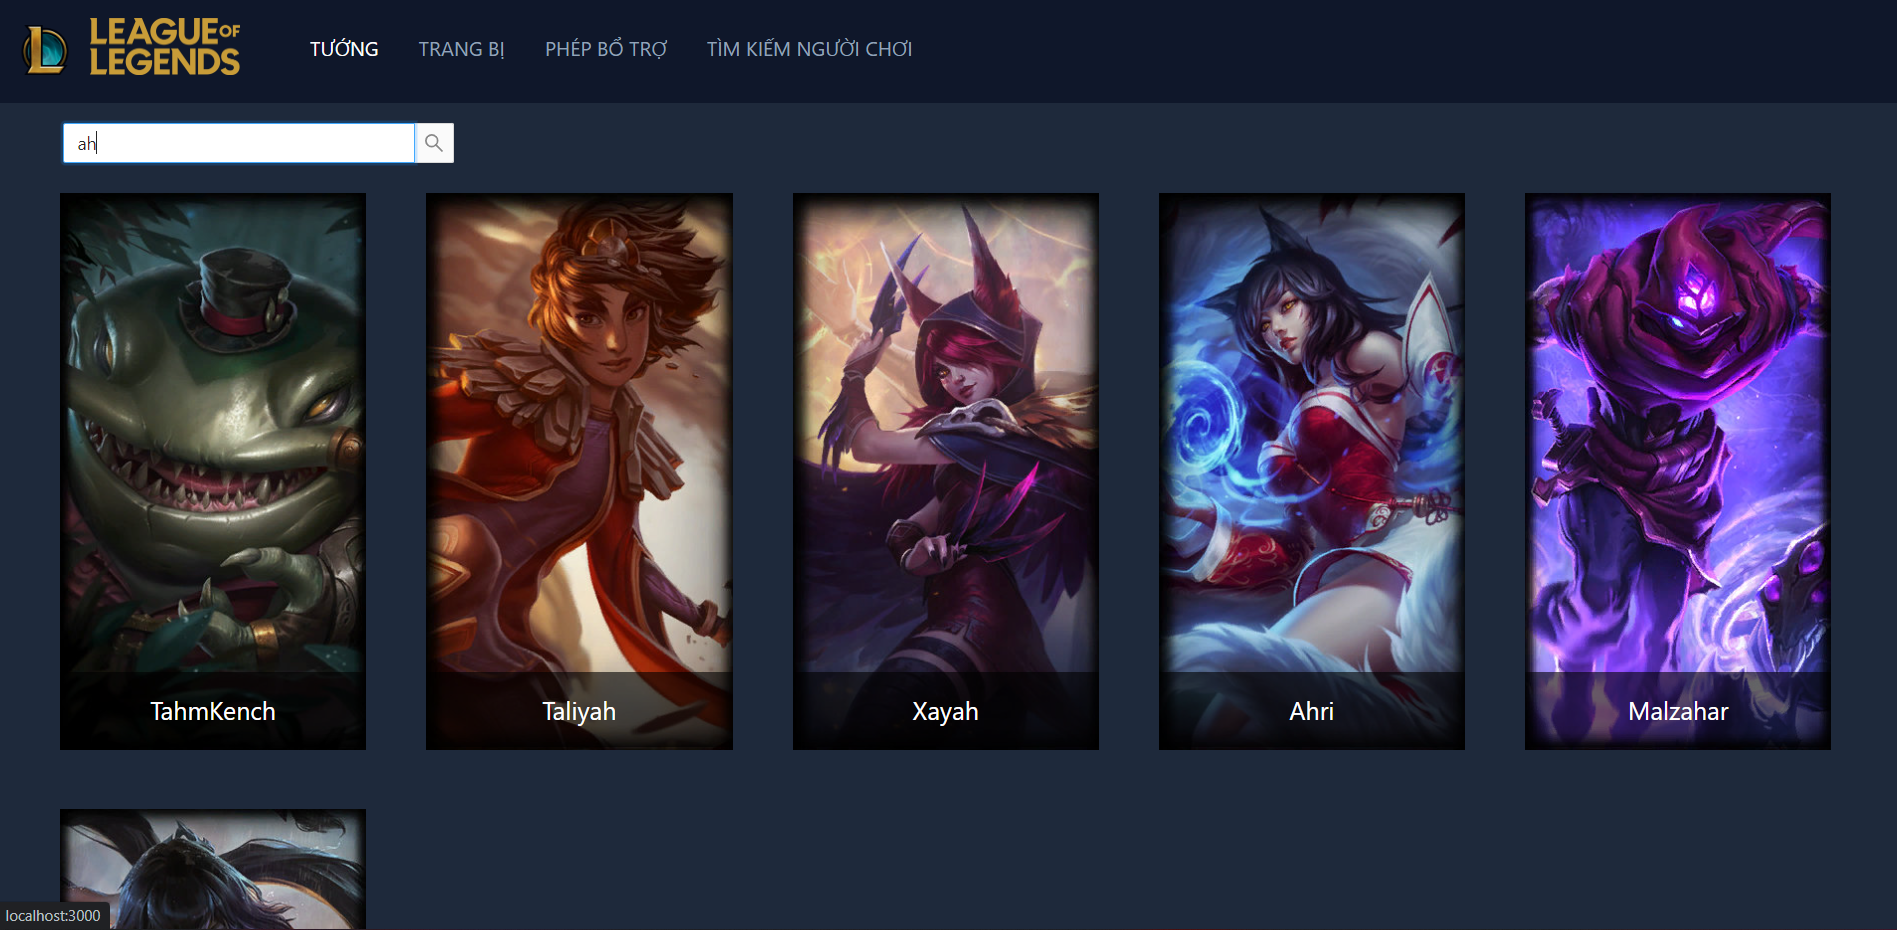 LEAGUE OF
LEGENDS
TƯỚNG
TRANG BỊ
PHÉP BỔ TRỢ
TÌM KIẾM NGƯỜI CHƠI
ah
TahmKench
Taliyah
Xayah
Ahri
Malzahar
localhost:3000